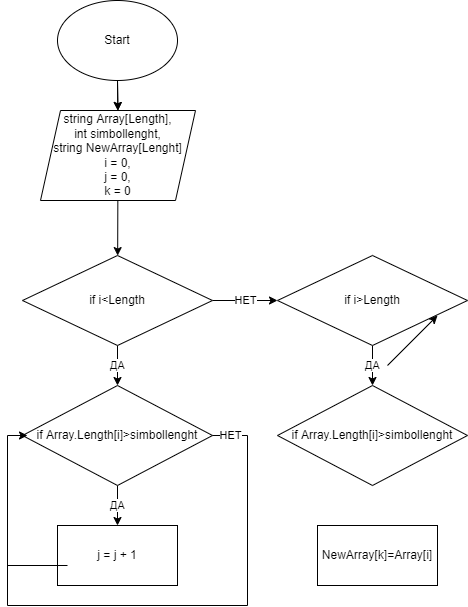 Start
string Array[Length],
int simbollenght,
string NewArray[Lenght]
i = 0,
j = 0,
k = 0
if i<Length
НЕТ
if i>Length
ДА
ДА
if Array.Length[i]>simbollenght
НЕТ
if Array.Length[i]>simbollenght
ДА
j = j + 1
NewArray[k]=Array[i]